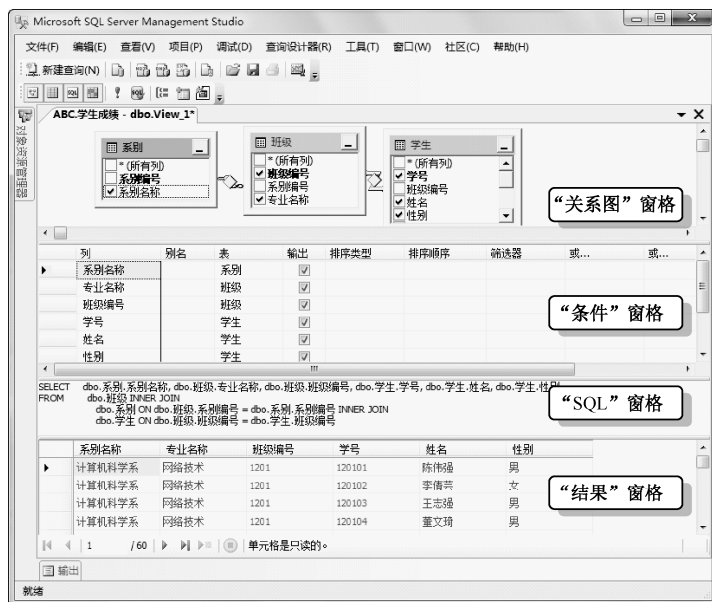 Microsoft SQL Server Management Studio
文件(F) 编辑(E) 查看(V) 项目(P) 调试(D) 查询设计器(R) 工具(T) 窗口(W) 社区(C) 帮助(H)
新建查询(N)
对象资源管理器
ABC.学生成绩 - dbo.View_1*
系别
* (所有列)
系别编号
系别名称
班级
* (所有列)
班级编号
系别编号
专业名称
学生
* (所有列)
学号
班级编号
姓名
性别
“关系图”窗格
列 别名 表 输出 排序类型 排序顺序 筛选器 或... 或...
系别名称 系别
专业名称 班级
班级编号 班级
学号 学生
姓名 学生
性别 学生
“条件”窗格
SELECT dbo.系别.系别名称, dbo.班级.专业名称, dbo.班级.班级编号, dbo.学生.学号, dbo.学生.姓名, dbo.学生.性别
FROM dbo.班级 INNER JOIN
dbo.系别 ON dbo.班级.系别编号 = dbo.系别.系别编号 INNER JOIN
dbo.学生 ON dbo.班级.班级编号 = dbo.学生.班级编号
“SQL”窗格
系别名称 专业名称 班级编号 学号 姓名 性别
计算机科学系 网络技术 1201 120101 陈伟强 男
计算机科学系 网络技术 1201 120102 李倩芸 女
计算机科学系 网络技术 1201 120103 王志强 男
计算机科学系 网络技术 1201 120104 董文琦 男
“结果”窗格
1 /60 单元格是只读的。
输出
就绪